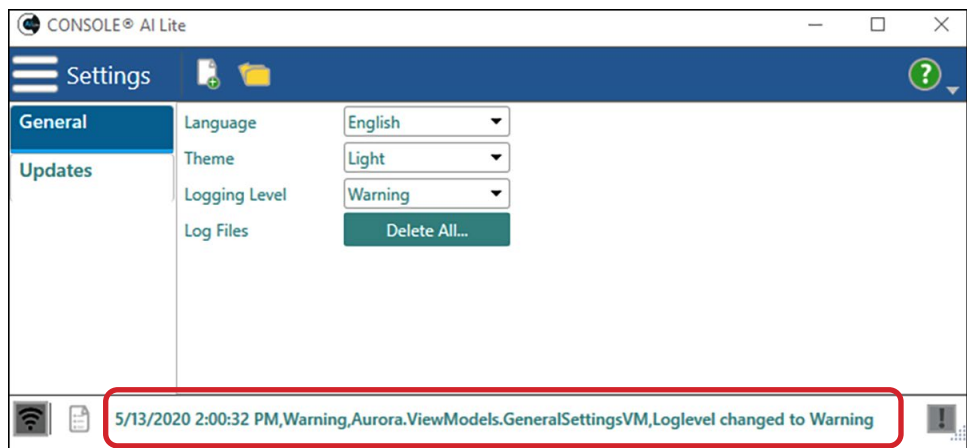 CONSOLE® AI Lite
Settings
General
Updates
Language English
Theme Light
Logging Level Warning
Log Files Delete All...
5/13/2020 2:00:32 PM,Warning,Aurora.ViewModels.GeneralSettingsVM,Loglevel changed to Warning